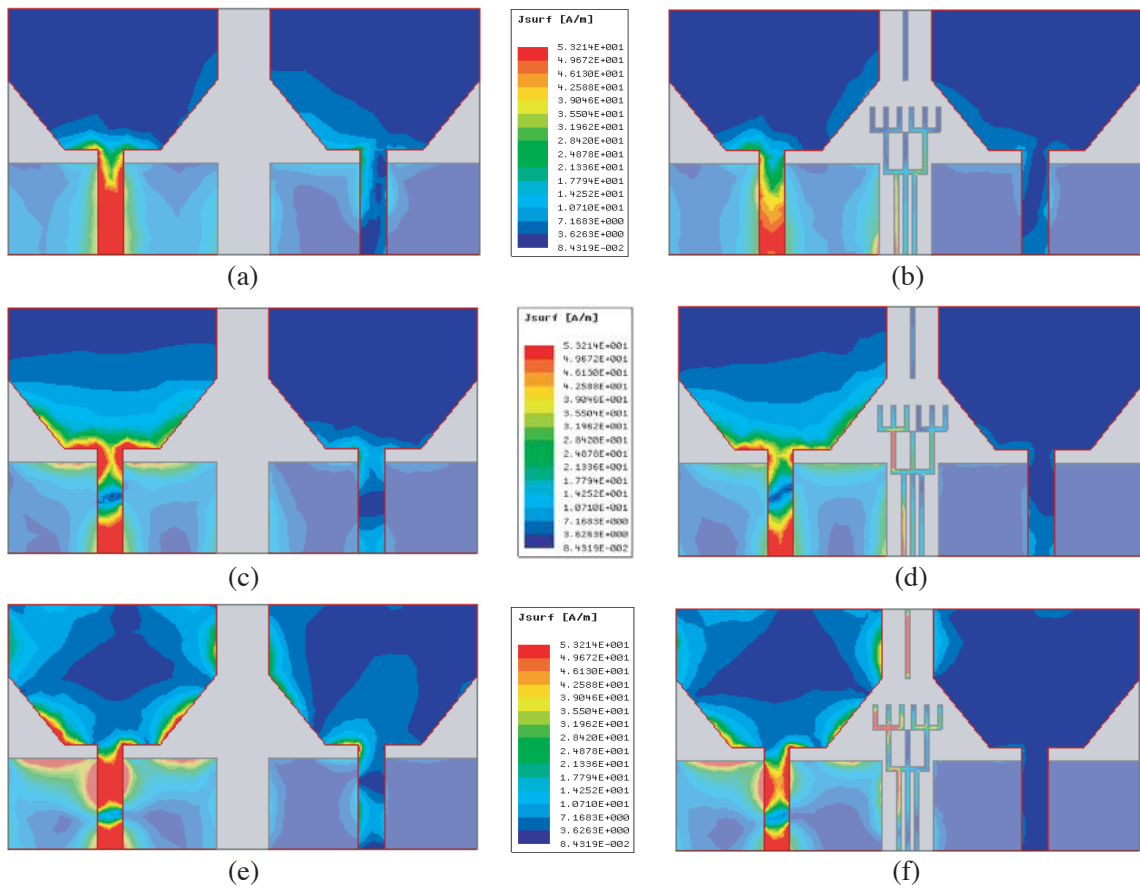 Jsurf [A/m]
5.3214E+001
4.9672E+001
4.6130E+001
4.2588E+001
3.9046E+001
3.5504E+001
3.1962E+001
2.8420E+001
2.4878E+001
2.1336E+001
1.7794E+001
1.4252E+001
1.0710E+001
7.1683E+000
3.6263E+000
8.4319E-002
(a)
(b)
Jsurf [A/m]
5.3214E+001
4.9672E+001
4.6130E+001
4.2588E+001
3.9046E+001
3.5504E+001
3.1962E+001
2.8420E+001
2.4878E+001
2.1336E+001
1.7794E+001
1.4252E+001
1.0710E+001
7.1683E+000
3.6263E+000
8.4319E-002
(c)
(d)
Jsurf [A/m]
5.3214E+001
4.9672E+001
4.6130E+001
4.2588E+001
3.9046E+001
3.5504E+001
3.1962E+001
2.8420E+001
2.4878E+001
2.1336E+001
1.7794E+001
1.4252E+001
1.0710E+001
7.1683E+000
3.6263E+000
8.4319E-002
(e)
(f)